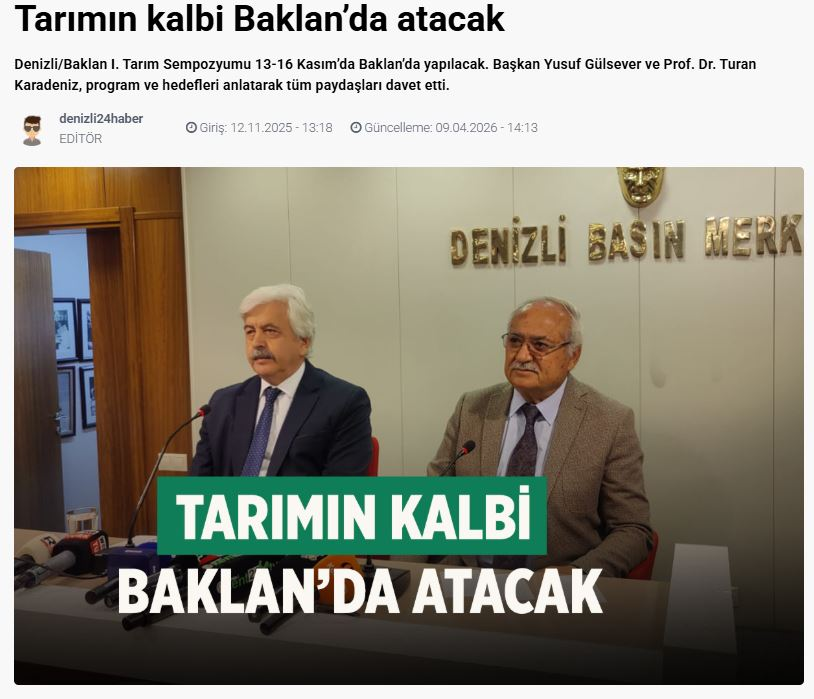 Tarımın kalbi Baklan’da atacak
Denizli/Baklan I. Tarım Sempozyumu 13-16 Kasım’da Baklan’da yapılacak. Başkan Yusuf Gülsever ve Prof. Dr. Turan
Karadeniz, program ve hedefleri anlatarak tüm paydaşları davet etti.
denizli24haber
EDİTÖR
Giriş: 12.11.2025 - 13:18
Güncelleme: 09.04.2026 - 14:13
DENİZLİ BASIN MERK
TARIMIN KALBİ
BAKLAN’DA ATACAK